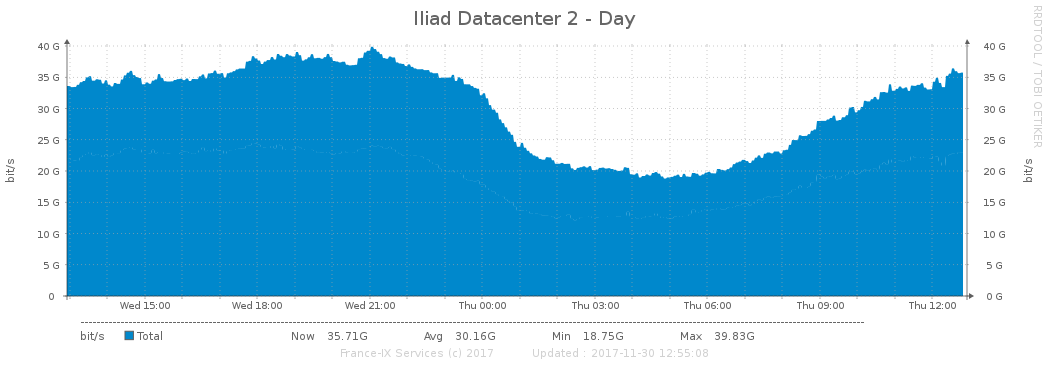 Iliad Datacenter 2 - Day
RRDTOOL / TOBI OETIKER
40 G 40 G
35 G 35 G
30 G 30 G
25 G 25 G
20 G 20 G
15 G 15 G
10 G 10 G
5 G 5 G
0 0 G
bit/s bit/s
Wed 15:00 Wed 18:00 Wed 21:00 Thu 00:00 Thu 03:00 Thu 06:00 Thu 09:00 Thu 12:00
bit/s Total Now 35.71G Avg 30.16G Min 18.75G Max 39.83G
France-IX Services (c) 2017 Updated : 2017-11-30 12:55:08